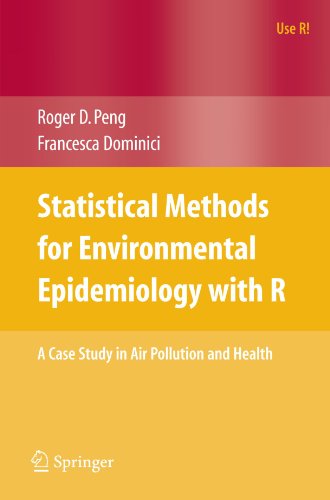 Use R!
Roger D. Peng
Francesca Dominici
Statistical Methods
for Environmental
Epidemiology with R
A Case Study in Air Pollution and Health
Springer